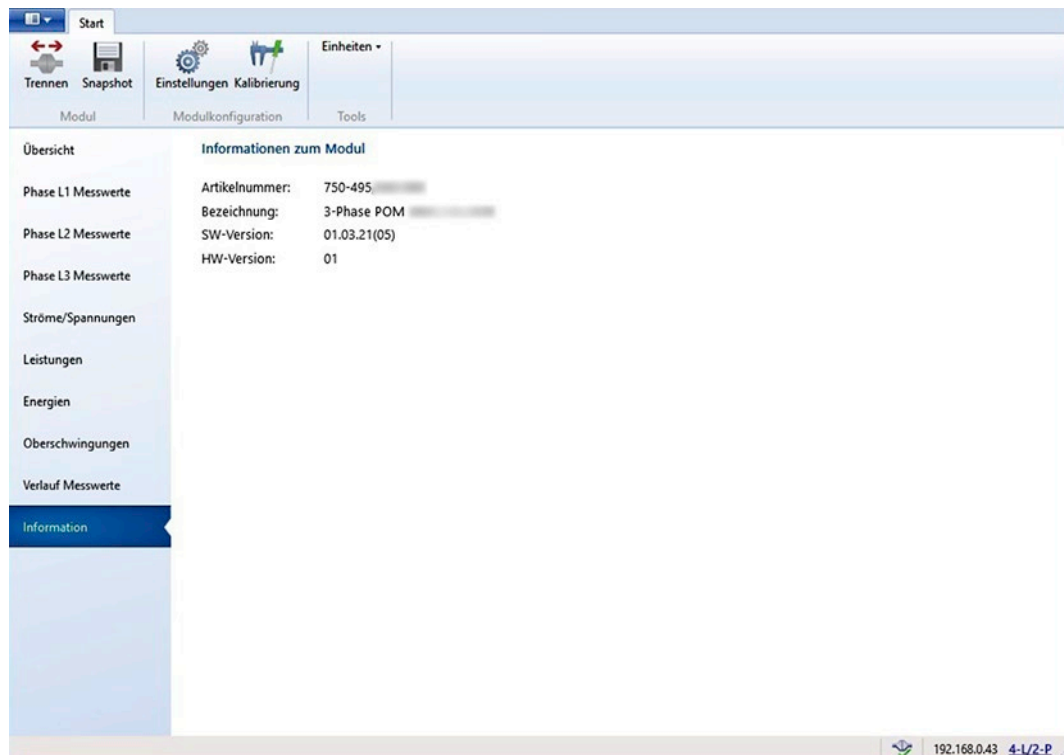 Start
Trennen
Snapshot
Einstellungen
Kalibrierung
Einheiten
Modul
Modulkonfiguration
Tools
Übersicht
Phase L1 Messwerte
Phase L2 Messwerte
Phase L3 Messwerte
Ströme/Spannungen
Leistungen
Energien
Oberschwingungen
Verlauf Messwerte
Information
Informationen zum Modul
Artikelnummer: 750-495
Bezeichnung: 3-Phase POM
SW-Version: 01.03.21(05)
HW-Version: 01
192.168.0.43 4-L/2-P